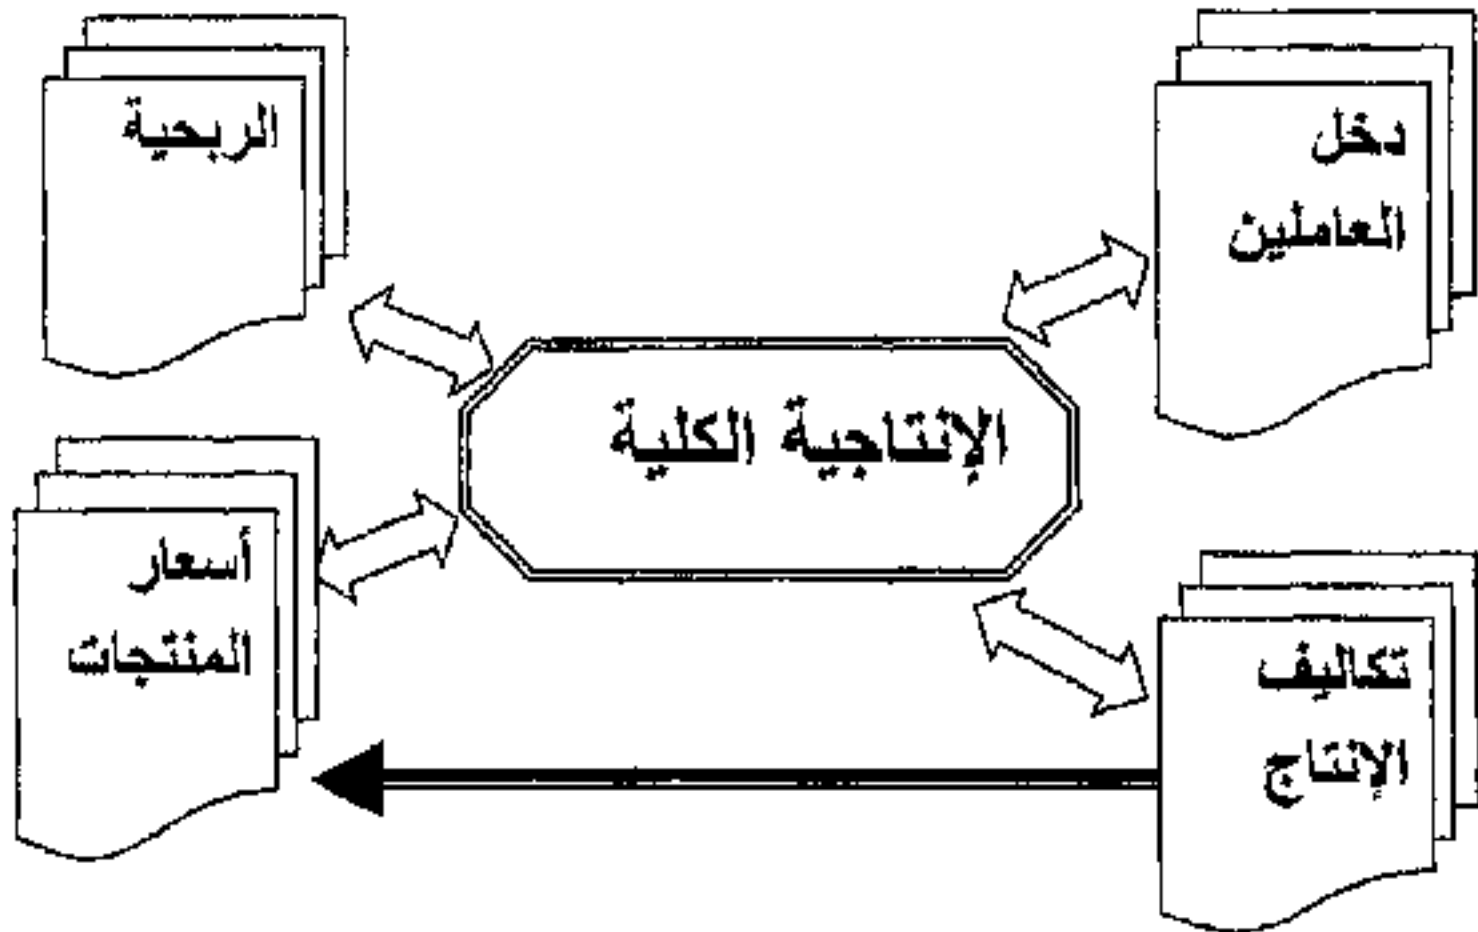 الربحية
دخل
العاملين
الإنتاجية الكلية
أسعار
المنتجات
تكاليف
الإنتاج